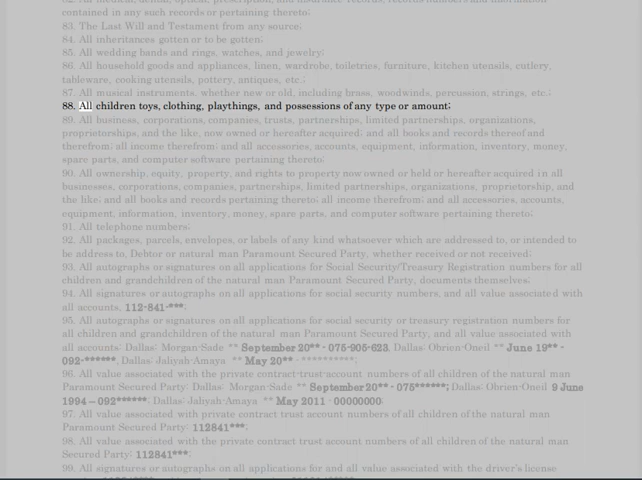 82. All medical, dental, optical, prescription, and insurance records, records numbers and information
contained in any such records or pertaining thereto;
83. The Last Will and Testament from any source;
84. All inheritances gotten or to be gotten;
85. All wedding bands and rings, watches, and jewelry;
86. All household goods and appliances, linen, wardrobe, toiletries, furniture, kitchen utensils, cutlery,
tableware, cooking utensils, pottery, antiques, etc.;
87. All musical instruments, whether new or old, including brass, woodwinds, percussion, strings, etc.;
88. All children toys, clothing, playthings, and possessions of any type or amount;
89. All business, corporations, companies, trusts, partnerships, limited partnerships, organizations,
proprietorships, and the like, now owned or hereafter acquired; and all books and records thereof and
therefrom; all income therefrom; and all accessories, accounts, equipment, information, inventory, money,
spare parts, and computer software pertaining thereto;
90. All ownership, equity, property, and rights to property now owned or held or hereafter acquired in all
businesses, corporations, companies, partnerships, limited partnerships, organizations, proprietorship, and
the like; and all books and records pertaining thereto; all income therefrom; and all accessories, accounts,
equipment, information, inventory, money, spare parts, and computer software pertaining thereto;
91. All telephone numbers;
92. All packages, parcels, envelopes, or labels of any kind whatsoever which are addressed to, or intended to
be address to, Debtor or natural man Paramount Secured Party, whether received or not received;
93. All autographs or signatures on all applications for Social Security/Treasury Registration numbers for all
children and grandchildren of the natural man Paramount Secured Party, documents themselves;
94. All signatures or autographs on all applications for social security numbers, and all value associated with
all accounts. 112-841-***;
95. All autographs or signatures on all applications for social security or treasury registration numbers for
all children and grandchildren of the natural man Paramount Secured Party, and all value associated with
all accounts: Dallas: Morgan-Sade ** September 20** - 075-905-623, Dallas: Obrien-Oneil ** June 19** -
092-******, Dallas: Jaliyah-Amaya ** May 20** - **********;
96. All value associated with the private contract-trust-account numbers of all children of the natural man
Paramount Secured Party: Dallas: Morgan-Sade ** September20** - 075******; Dallas: Obrien-Oneil 9 June
1994 – 092******. Dallas: Jaliyah-Amaya ** May 2011 - 00000000;
97. All value associated with private contract trust account numbers of all children of the natural man
Paramount Secured Party: 112841***;
98. All value associated with the private contract trust account numbers of all children of the natural man
Secured Party: 112841***;
99. All signatures or autographs on all applications for and all value associated with the driver's license